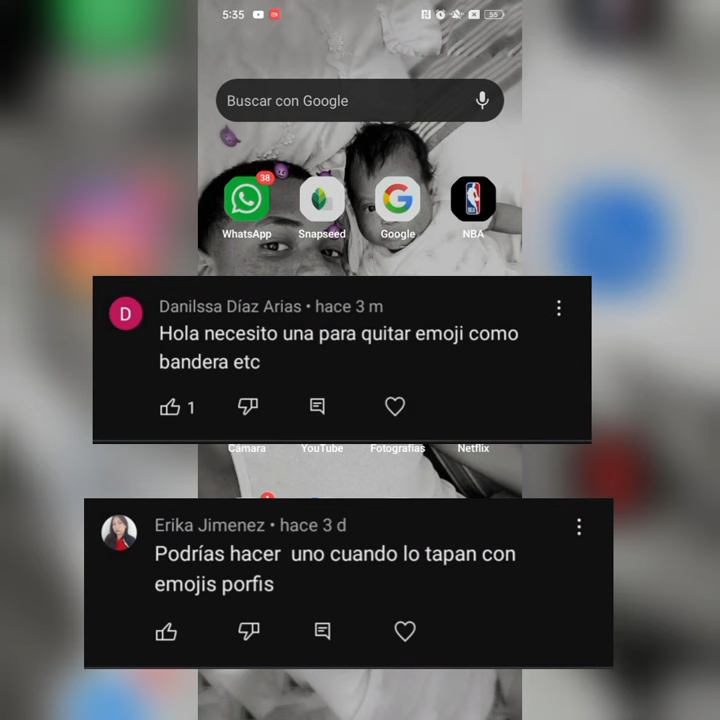 5:35
55
Buscar con Google
38
WhatsApp
Snapseed
Google
NBA
D
Danilssa Díaz Arias • hace 3 m
Hola necesito una para quitar emoji como
bandera etc
1
Cámara
YouTube
Fotografías
Netflix
Erika Jimenez • hace 3 d
Podrías hacer uno cuando lo tapan con
emojis porfis